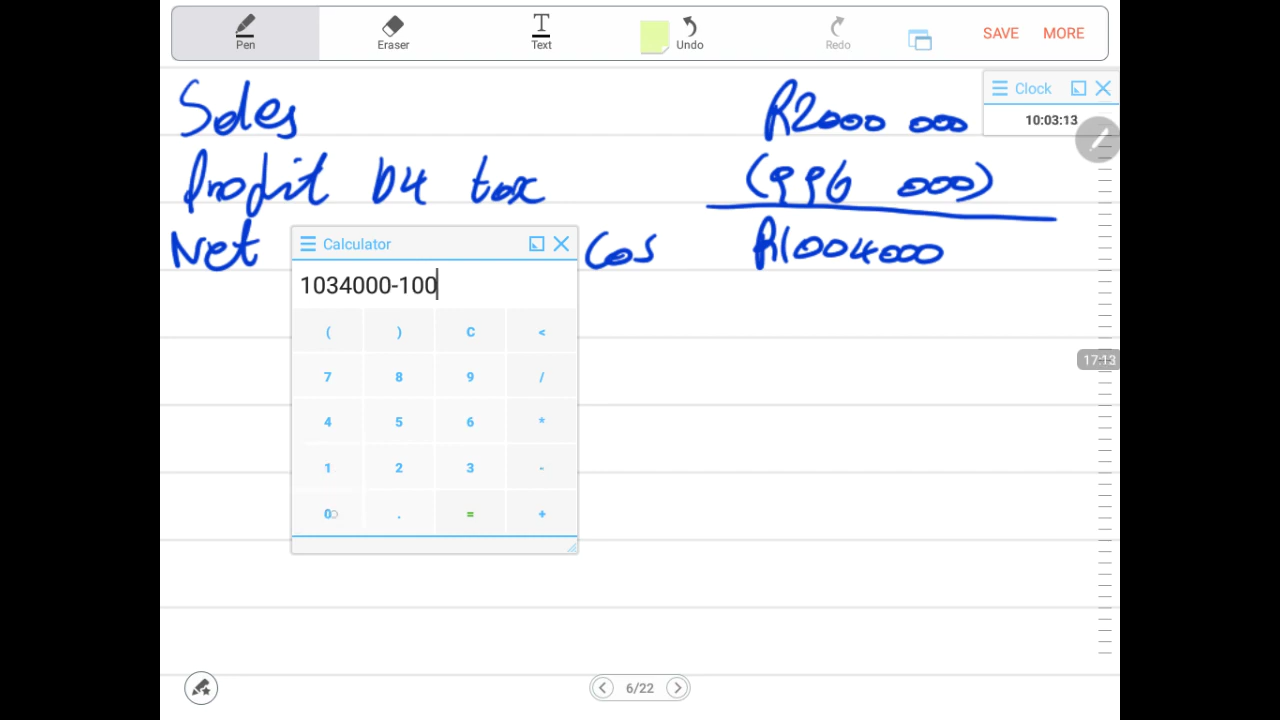 Pen Eraser Text Undo Redo SAVE MORE
Clock
10:03:13
Sales R2000 000
Profit b4 tax (996 000)
Net Cos R1004000
Calculator
1034000-100
( ) C <
7 8 9 /
4 5 6 *
1 2 3 -
0 . = +
17:13
6/22